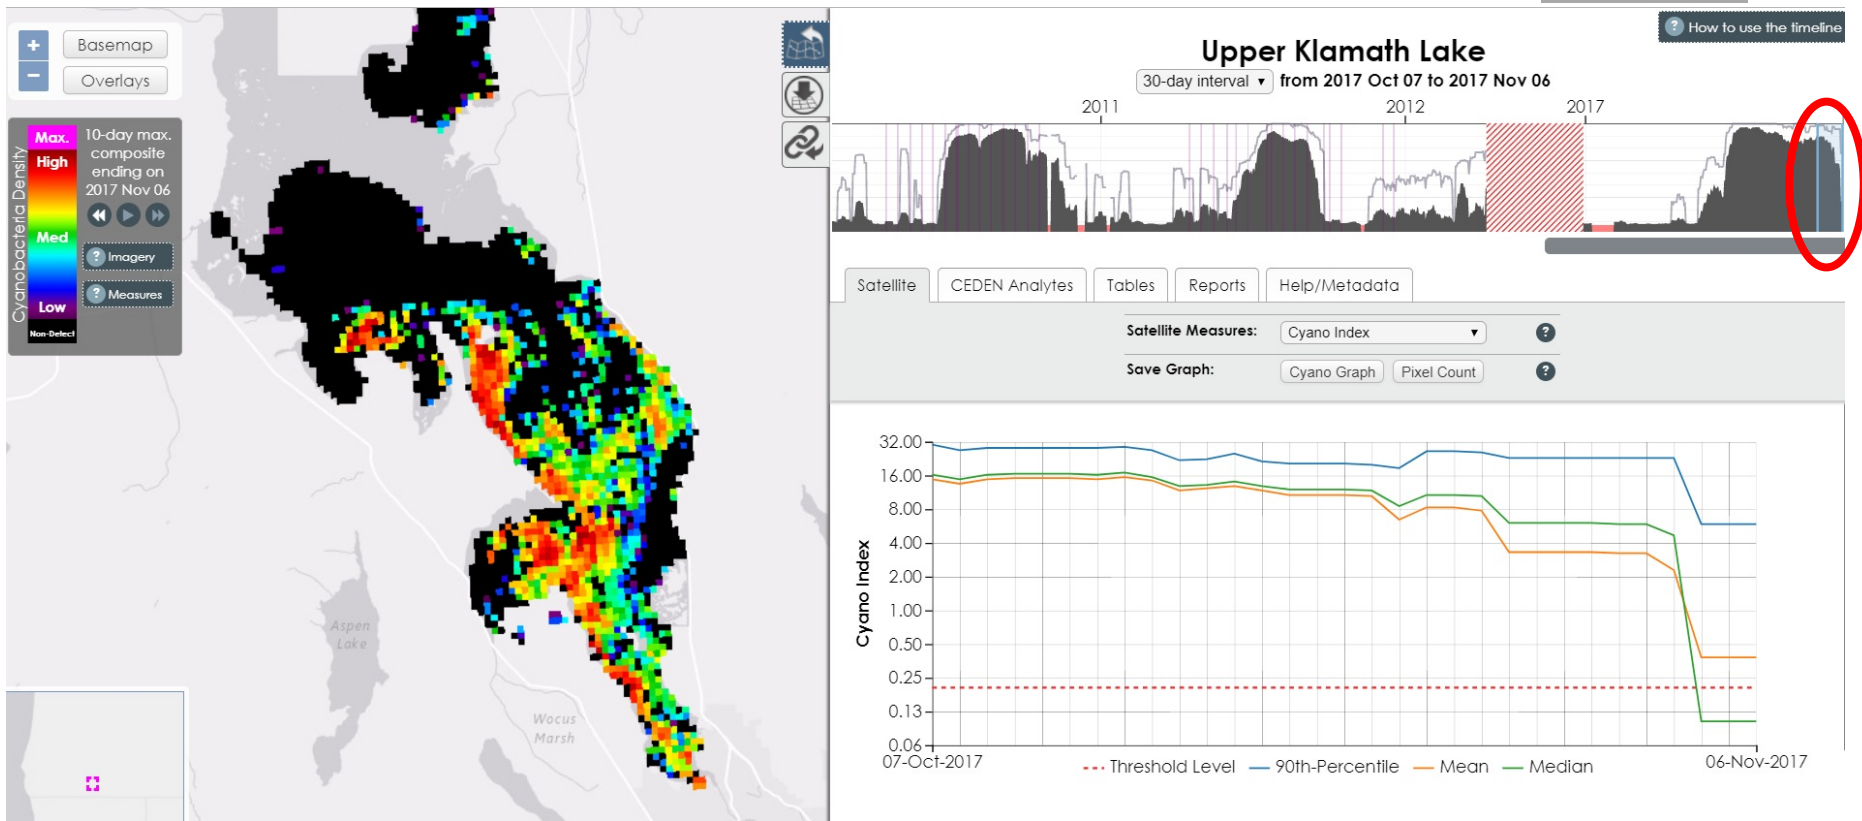 +
−
Basemap
Overlays
Cyanobacteria Density
Max.
High
Med
Low
Non-Detect
10-day max.
composite
ending on
2017 Nov 06
? Imagery
? Measures
Aspen
Lake
Wocus
Marsh
? How to use the timeline
Upper Klamath Lake
30-day interval ▼ from 2017 Oct 07 to 2017 Nov 06
2011 2012 2017
Satellite CEDEN Analytes Tables Reports Help/Metadata
Satellite Measures: Cyano Index ▼ ?
Save Graph: Cyano Graph Pixel Count ?
Cyano Index
32.00
16.00
8.00
4.00
2.00
1.00
0.50
0.25
0.13
0.06
07-Oct-2017 06-Nov-2017
Threshold Level 90th-Percentile Mean Median